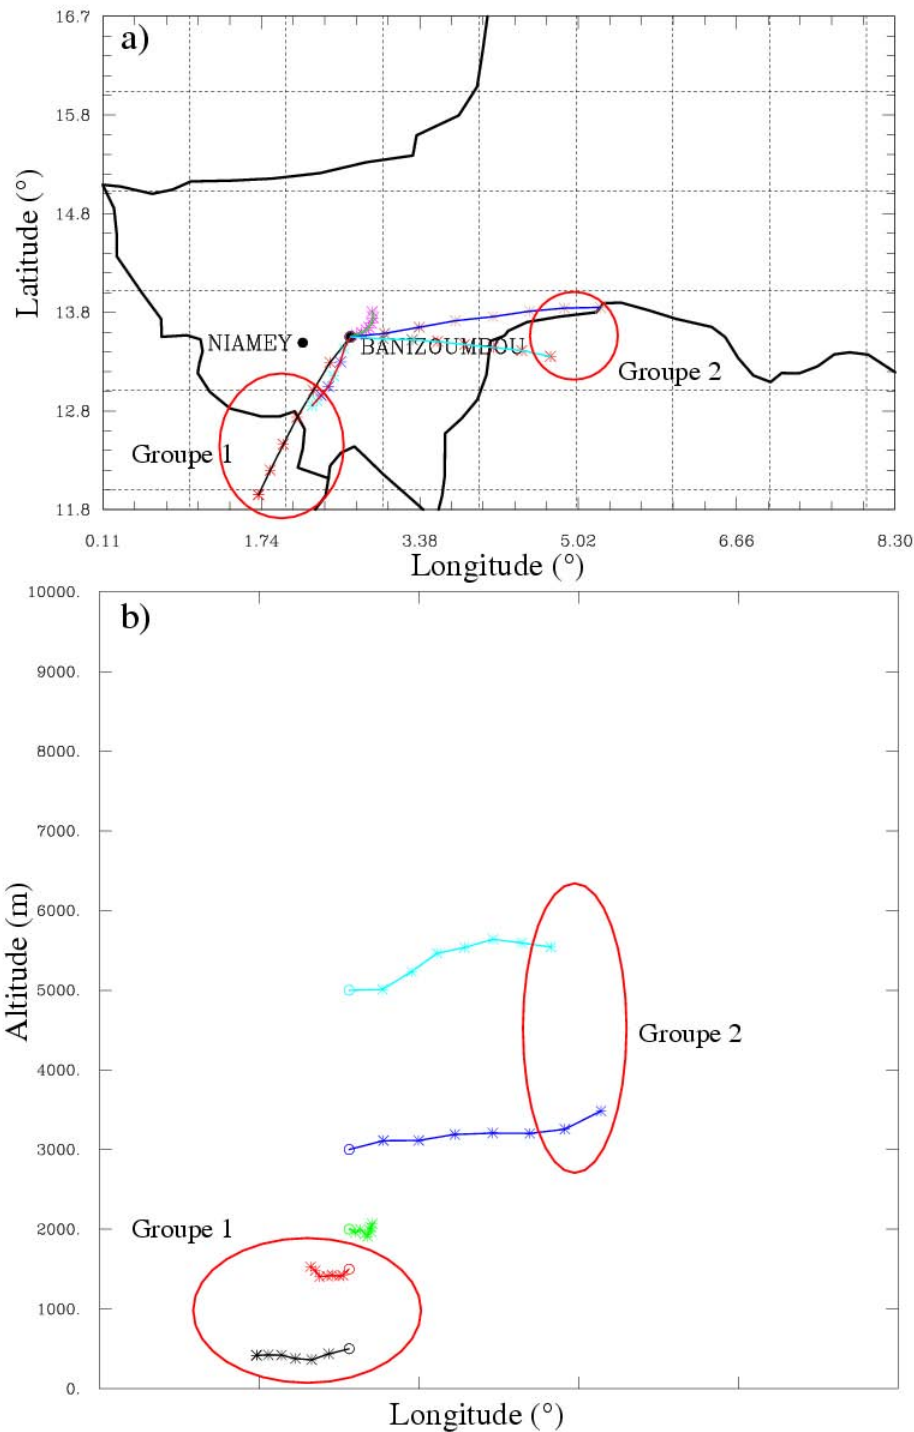 a)
16.7
15.8
14.8
13.8
12.8
11.8
Latitude (°)
NIAMEY
BANIZOUMBOU
Groupe 2
Groupe 1
0.11 1.74 3.38 5.02 6.66 8.30
Longitude (°)
b)
10000.
9000.
8000.
7000.
6000.
5000.
4000.
3000.
2000.
1000.
0.
Altitude (m)
Groupe 2
Groupe 1
Longitude (°)